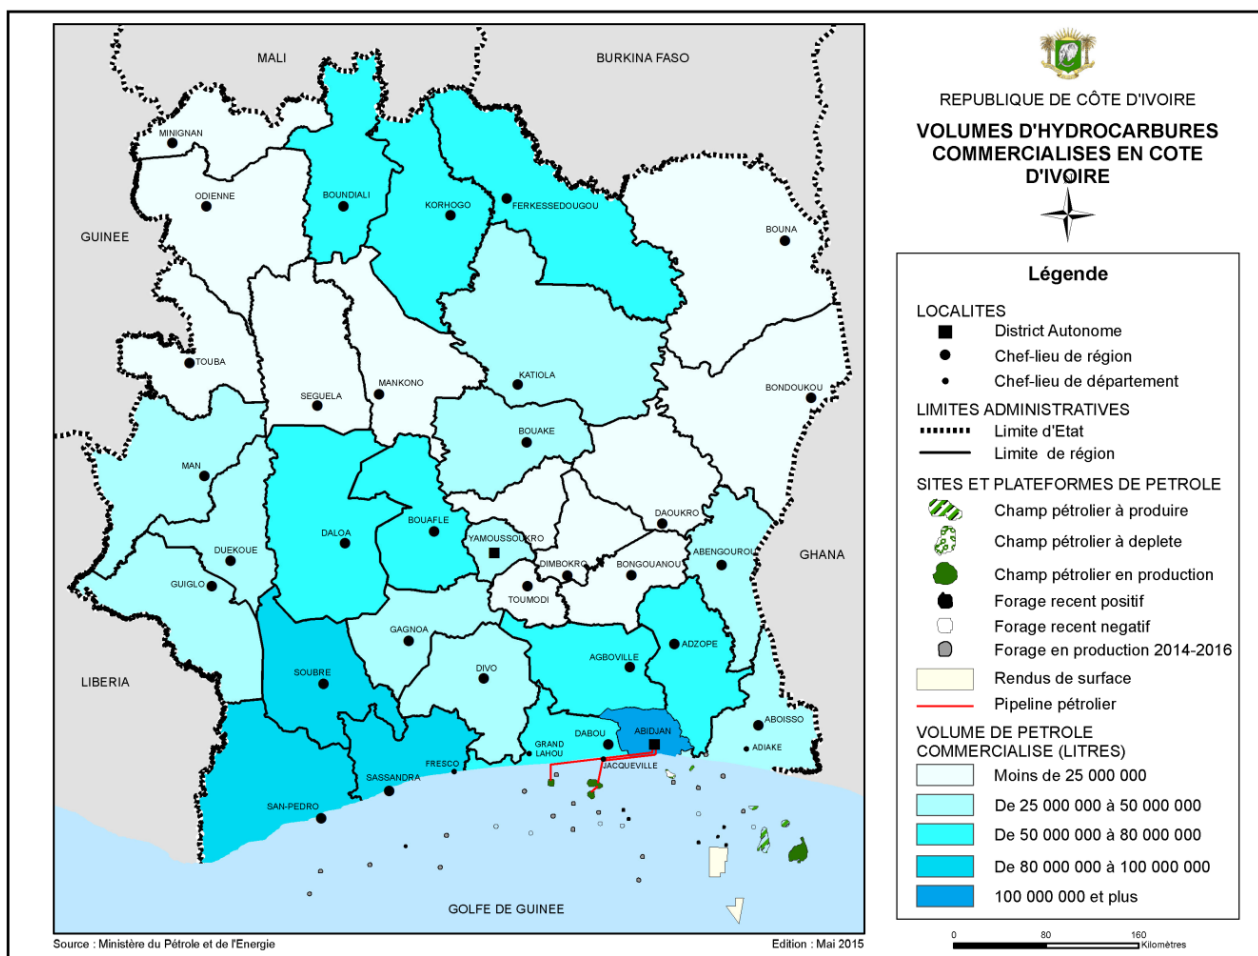 MALI
BURKINA FASO
MINIGNAN
ODIENNE
BOUNDIALI
KORHOGO
FERKESSEDOUGOU
BOUNA
GUINEE
TOUBA
SEGUELA
MANKONO
KATIOLA
BONDOUKOU
BOUAKE
MAN
DALOA
BOUAFLE
YAMOUSSOUKRO
DAOUKRO
GHANA
DUEKOUE
GUIGLO
DIMBOKRO
BONGOUANOU
ABENGOUROU
TOUMODI
GAGNOA
ADZOPE
AGBOVILLE
DIVO
SOUBRE
LIBERIA
ABOISSO
ADIAKE
DABOU
ABIDJAN
GRAND
LAHOU
JACQUEVILLE
FRESCO
SASSANDRA
SAN-PEDRO
GOLFE DE GUINEE
Source : Ministère du Pétrole et de l'Energie
Edition : Mai 2015
REPUBLIQUE DE CÔTE D'IVOIRE
VOLUMES D'HYDROCARBURES
COMMERCIALISES EN COTE
D'IVOIRE
N
Légende
LOCALITES
District Autonome
Chef-lieu de région
Chef-lieu de département
LIMITES ADMINISTRATIVES
Limite d'Etat
Limite de région
SITES ET PLATEFORMES DE PETROLE
Champ pétrolier à produire
Champ pétrolier à deplete
Champ pétrolier en production
Forage recent positif
Forage recent negatif
Forage en production 2014-2016
Rendus de surface
Pipeline pétrolier
VOLUME DE PETROLE
COMMERCIALISE (LITRES)
Moins de 25 000 000
De 25 000 000 à 50 000 000
De 50 000 000 à 80 000 000
De 80 000 000 à 100 000 000
100 000 000 et plus
0 80 160
Kilomètres